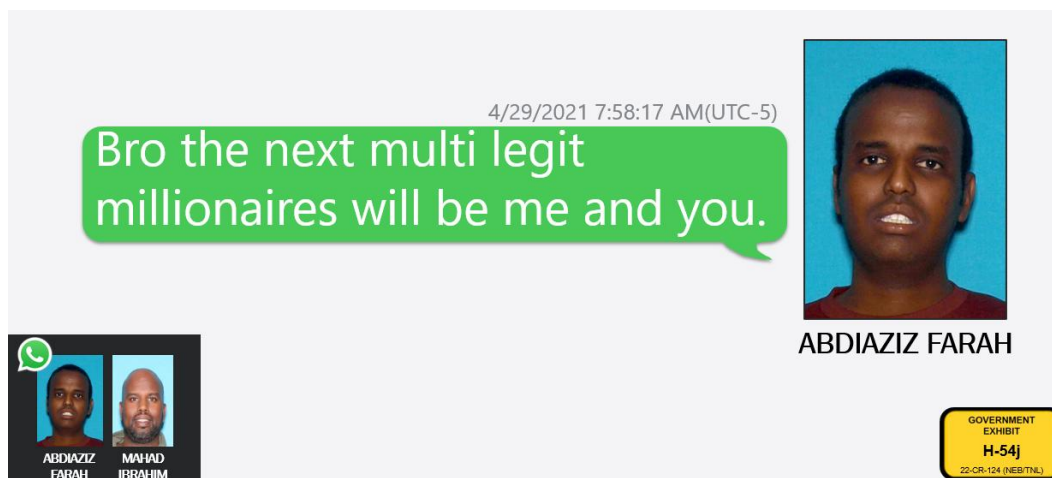 4/29/2021 7:58:17 AM(UTC-5)
Bro the next multi legit
millionaires will be me and you.
ABDIAZIZ FARAH
ABDIAZIZ
FARAH
MAHAD
IBRAHIM
GOVERNMENT
EXHIBIT
H-54j
22-CR-124 (NEB/TNL)